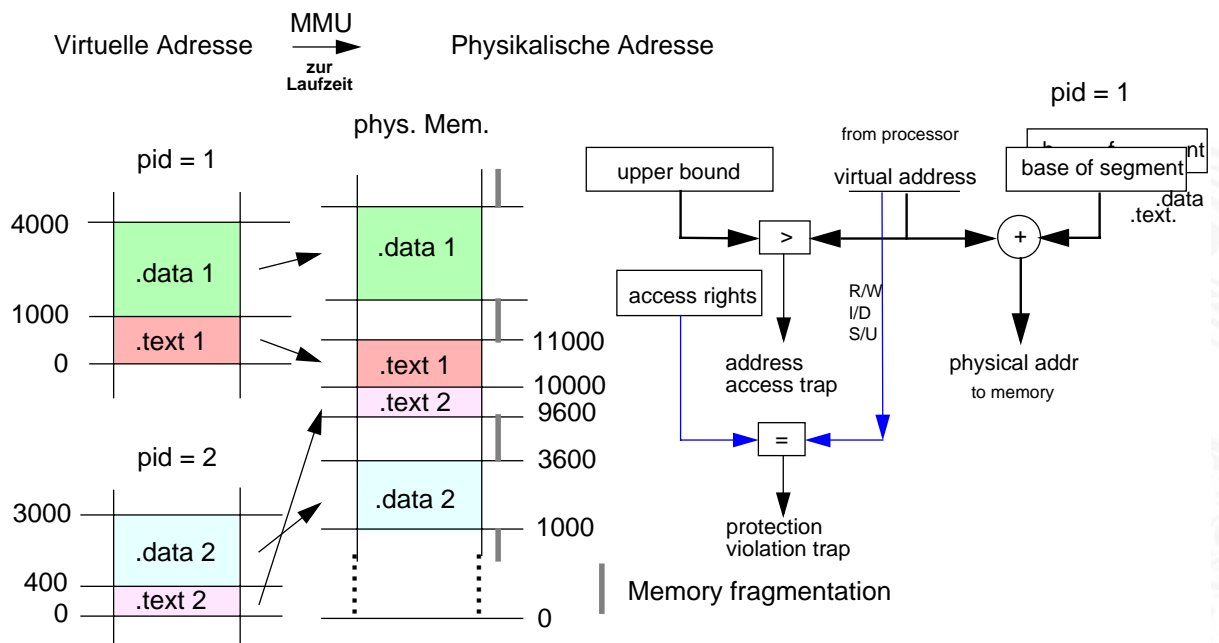 Virtuelle Adresse
MMU
zur
Laufzeit
Physikalische Adresse
pid = 1
4000
.data 1
1000
.text 1
0
pid = 2
3000
.data 2
400
.text 2
0
phys. Mem.
.data 1
11000
.text 1
10000
.text 2
9600
3600
.data 2
1000
0
Memory fragmentation
pid = 1
from processor
upper bound
virtual address
base of segment
.data
.text.
>
+
access rights
R/W
I/D
S/U
address
access trap
physical addr
to memory
=
protection
violation trap